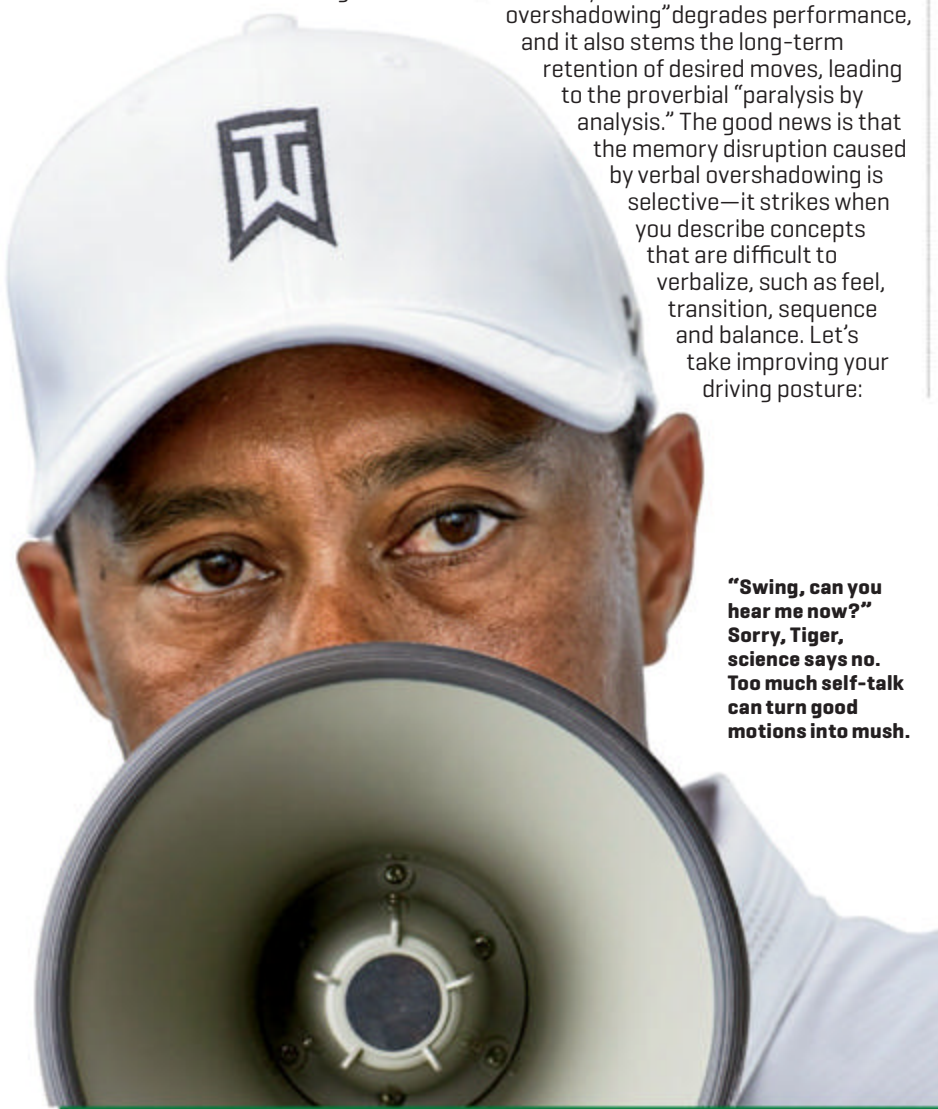 overshadowing”degrades performance,
and it also stems the long-term
retention of desired moves, leading
to the proverbial “paralysis by
analysis.” The good news is that
the memory disruption caused
by verbal overshadowing is
selective—it strikes when
you describe concepts
that are difficult to
verbalize, such as feel,
transition, sequence
and balance. Let’s
take improving your
driving posture:
TW
“Swing, can you
hear me now?”
Sorry, Tiger,
science says no.
Too much self-talk
can turn good
motions into mush.